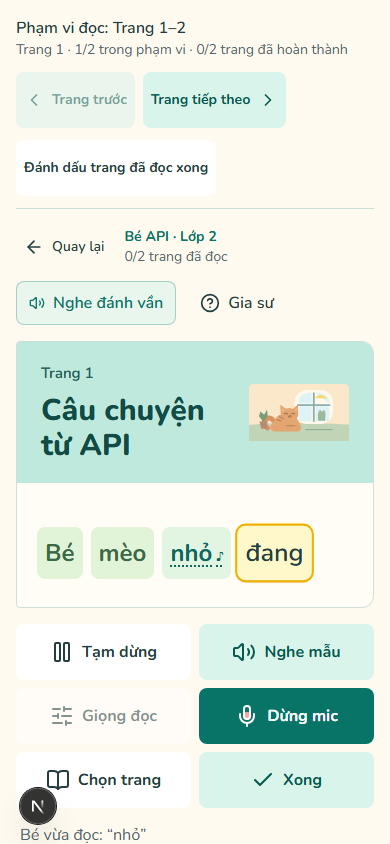 Phạm vi đọc: Trang 1–2
Trang 1 · 1/2 trong phạm vi · 0/2 trang đã hoàn thành
Trang trước
Trang tiếp theo
Đánh dấu trang đã đọc xong
Quay lại
Bé API · Lớp 2
0/2 trang đã đọc
Nghe đánh vần
Gia sư
Trang 1
Câu chuyện
từ API
Bé mèo nhỏ ♪ đang
Tạm dừng
Nghe mẫu
Giọng đọc
Dừng mic
Chọn trang
Xong
N
Bé vừa đọc: “nhỏ”